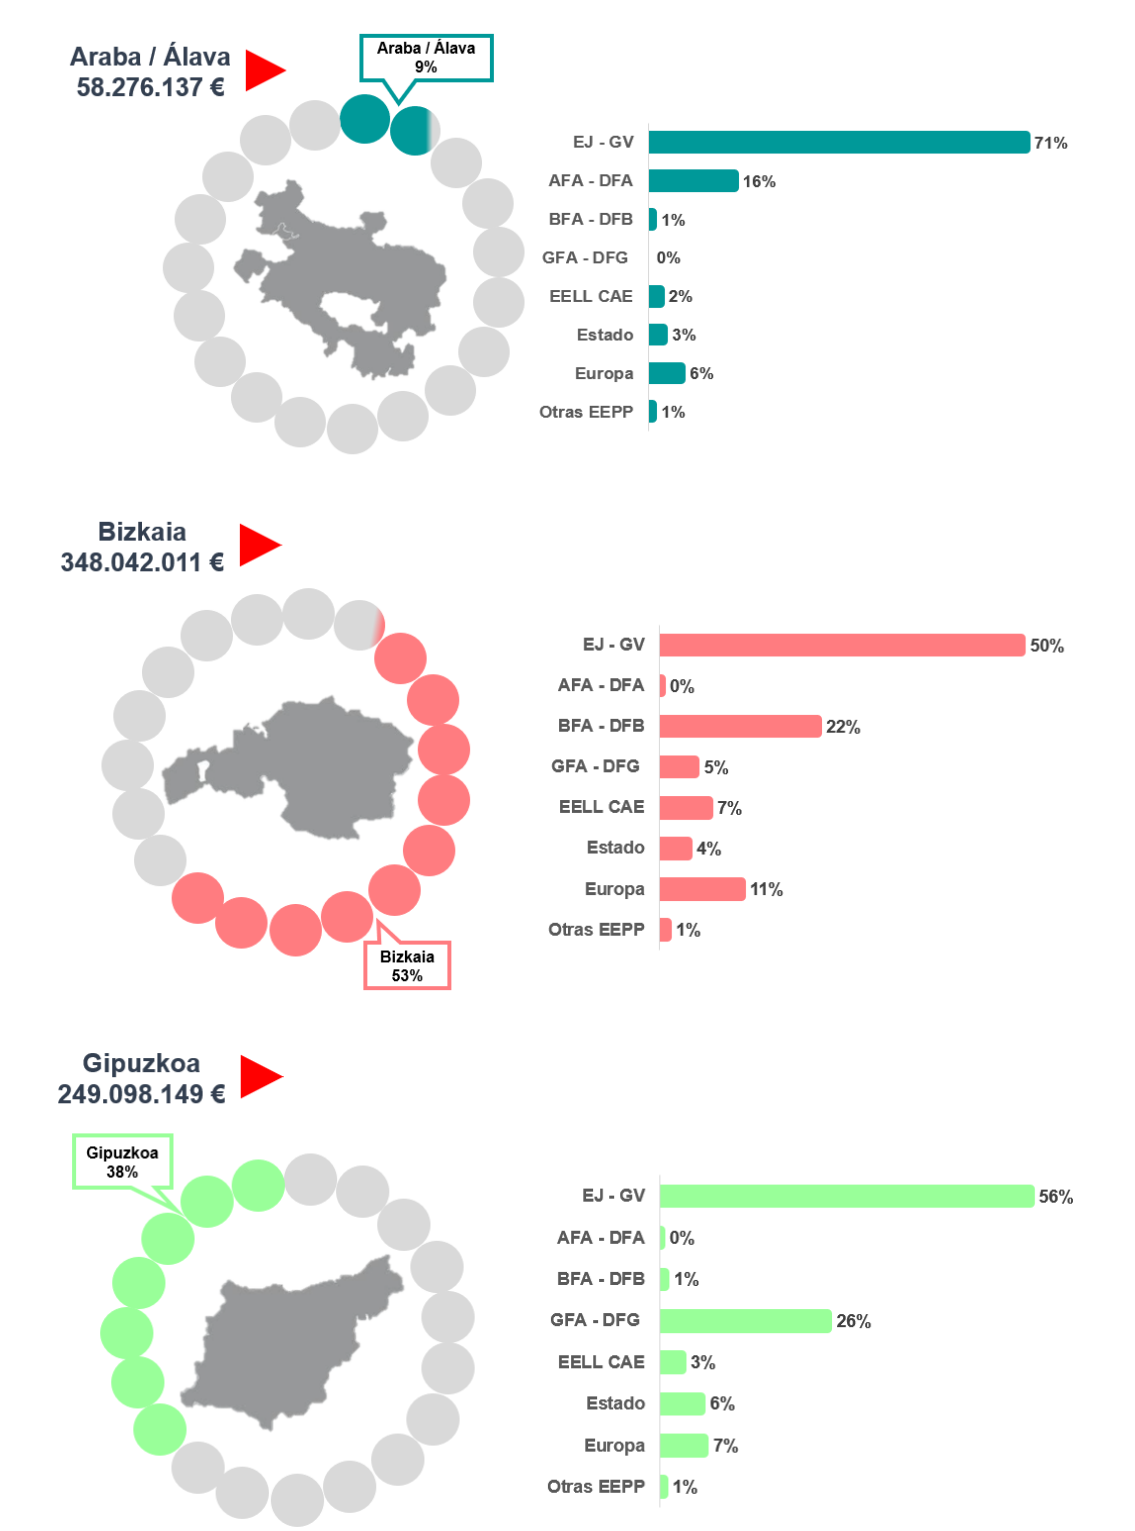 Araba / Álava
58.276.137 €
Araba / Álava
9%
EJ - GV 71%
AFA - DFA 16%
BFA - DFB 1%
GFA - DFG 0%
EELL CAE 2%
Estado 3%
Europa 6%
Otras EEPP 1%
Bizkaia
348.042.011 €
EJ - GV 50%
AFA - DFA 0%
BFA - DFB 22%
GFA - DFG 5%
EELL CAE 7%
Estado 4%
Europa 11%
Otras EEPP 1%
Bizkaia
53%
Gipuzkoa
249.098.149 €
Gipuzkoa
38%
EJ - GV 56%
AFA - DFA 0%
BFA - DFB 1%
GFA - DFG 26%
EELL CAE 3%
Estado 6%
Europa 7%
Otras EEPP 1%